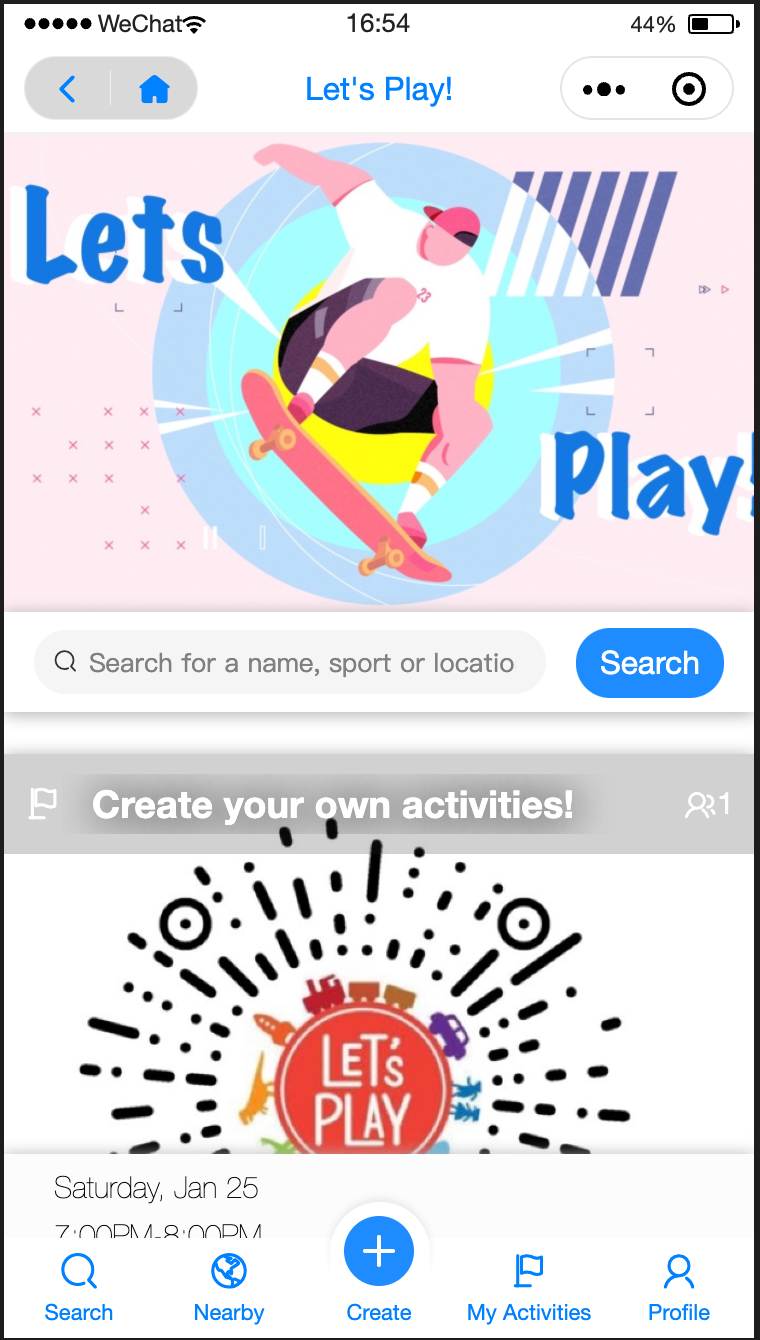 WeChat 16:54 44%
Let's Play!
Lets
23
Play!
Search for a name, sport or locatio Search
Create your own activities! 1
LET'S
PLAY
Saturday, Jan 25
7:00PM-8:00PM
Search Nearby Create My Activities Profile